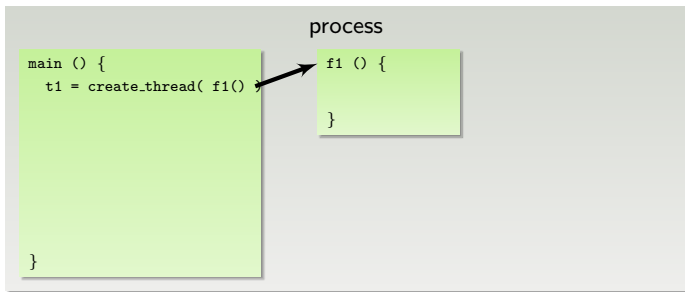 process
main () {
t1 = create_thread( f1() )
}
f1 () {
}